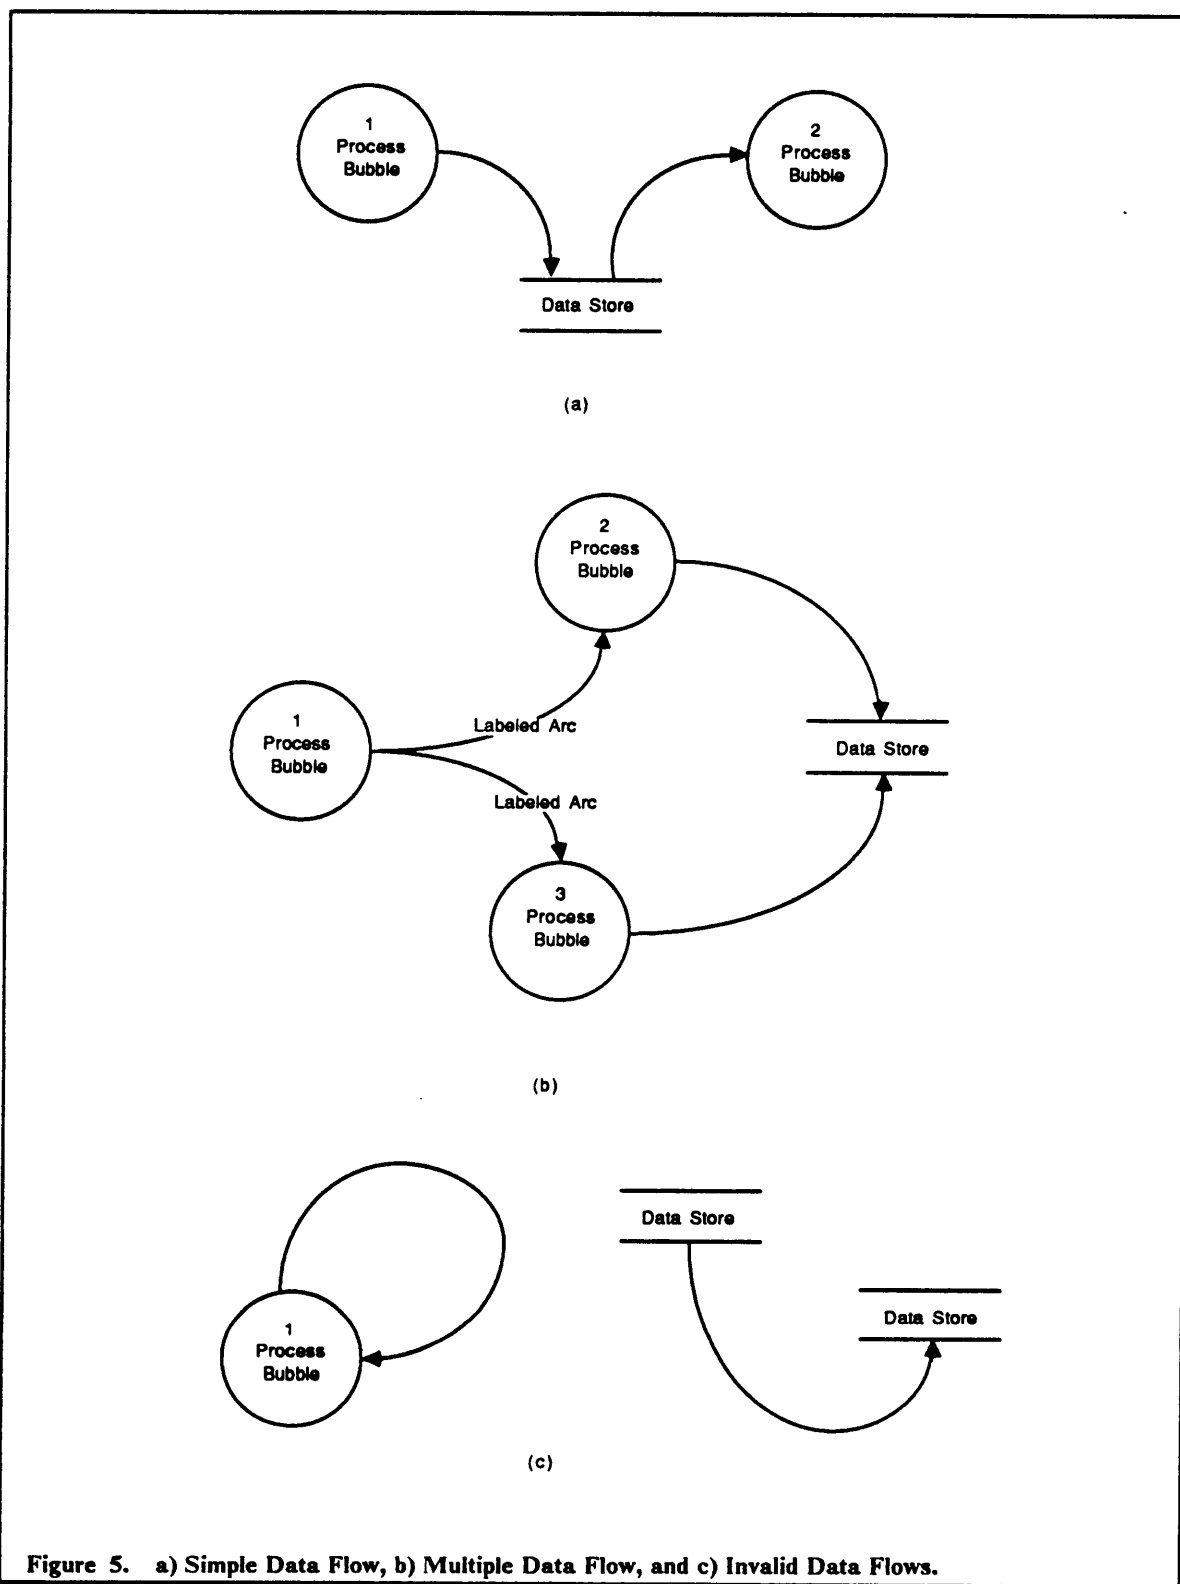 1
Process
Bubble
2
Process
Bubble
Data Store
(a)
2
Process
Bubble
1
Process
Bubble
Labeled Arc
Data Store
Labeled Arc
3
Process
Bubble
(b)
Data Store
1
Process
Bubble
Data Store
(c)
Figure 5. a) Simple Data Flow, b) Multiple Data Flow, and c) Invalid Data Flows.